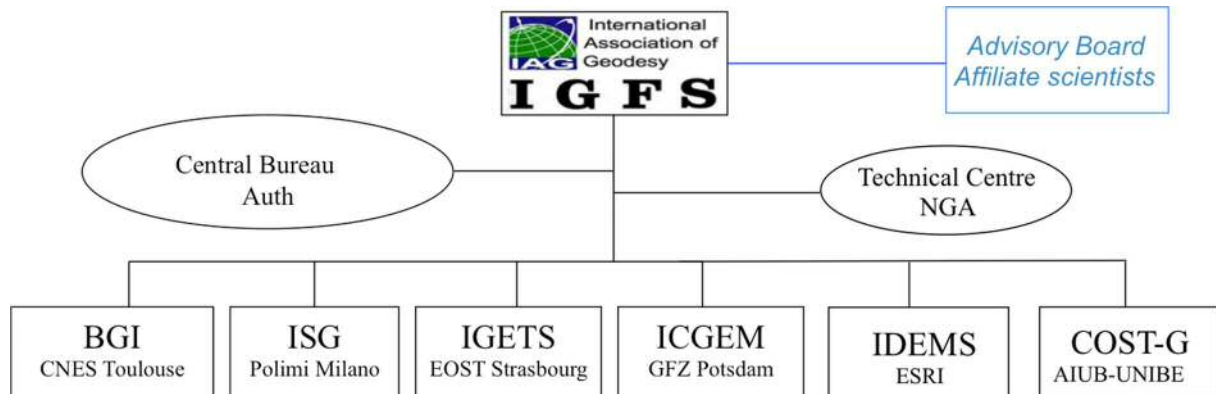 International
Association of
Geodesy
IAG
I G F S
Advisory Board
Affiliate scientists
Central Bureau
Auth
Technical Centre
NGA
BGI
CNES Toulouse
ISG
Polimi Milano
IGETS
EOST Strasbourg
ICGEM
GFZ Potsdam
IDEMS
ESRI
COST-G
AIUB-UNIBE